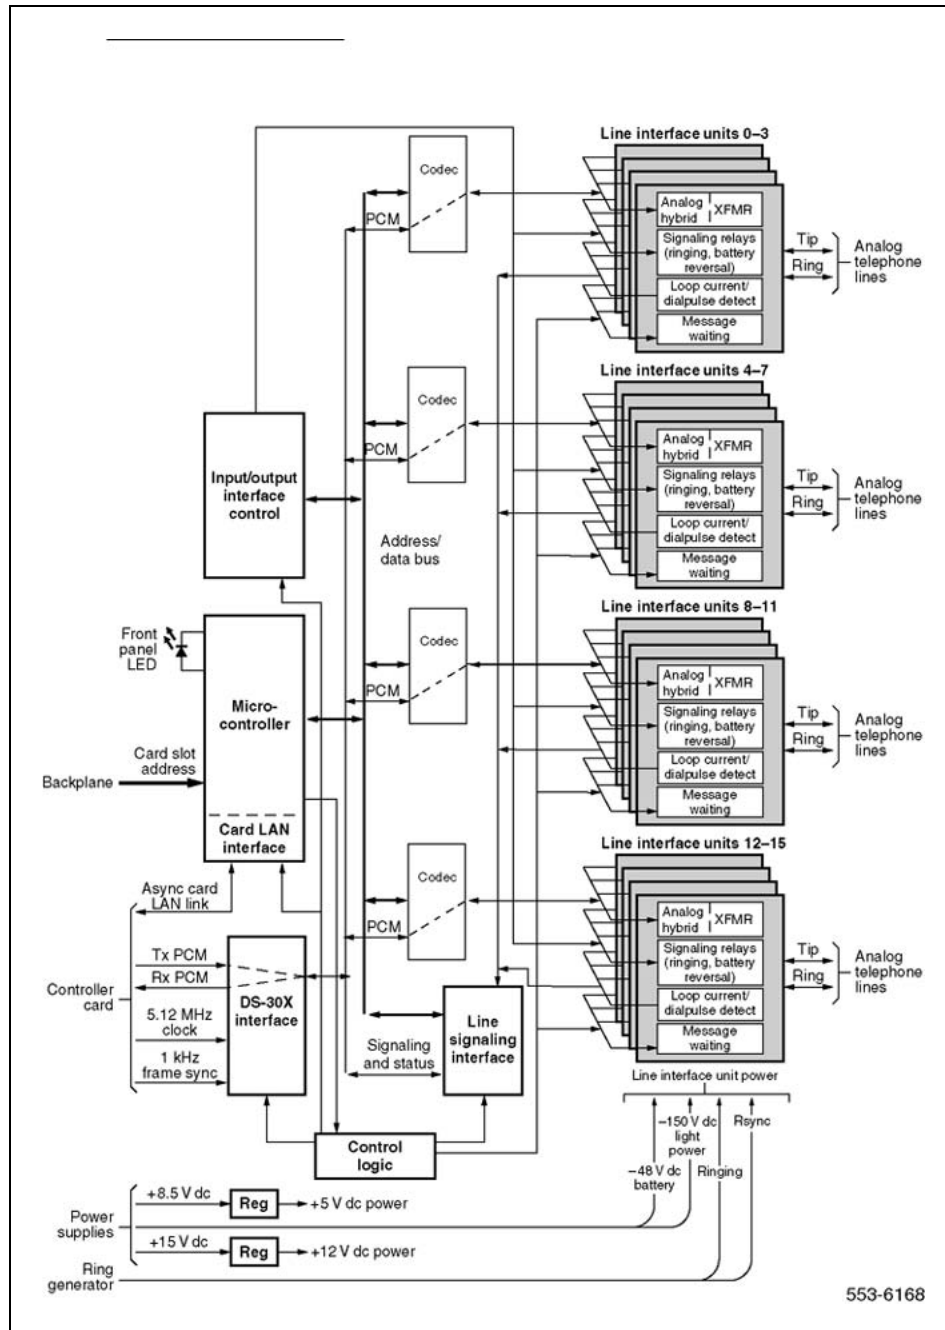 Line interface units 0–3
Codec
PCM
Analog
hybrid
XFMR
Signaling relays
(ringing, battery
reversal)
Loop current/
dialpulse detect
Message
waiting
Tip
Ring
Analog
telephone
lines
Line interface units 4–7
Codec
PCM
Analog
hybrid
XFMR
Signaling relays
(ringing, battery
reversal)
Loop current/
dialpulse detect
Message
waiting
Tip
Ring
Analog
telephone
lines
Input/output
interface
control
Address/
data bus
Line interface units 8–11
Codec
PCM
Analog
hybrid
XFMR
Signaling relays
(ringing, battery
reversal)
Loop current/
dialpulse detect
Message
waiting
Tip
Ring
Analog
telephone
lines
Front
panel
LED
Micro-
controller
Card slot
address
Backplane
Card LAN
interface
Line interface units 12–15
Codec
PCM
Analog
hybrid
XFMR
Signaling relays
(ringing, battery
reversal)
Loop current/
dialpulse detect
Message
waiting
Tip
Ring
Analog
telephone
lines
Async card
LAN link
Tx PCM
Rx PCM
Controller
card
5.12 MHz
clock
1 kHz
frame sync
DS-30X
interface
Signaling
and status
Line
signaling
interface
Control
logic
Line interface unit power
–48 V dc
battery
–150 V dc
light
power
Ringing
Rsync
Power
supplies
+8.5 V dc
Reg
+5 V dc power
+15 V dc
Reg
+12 V dc power
Ring
generator
553-6168